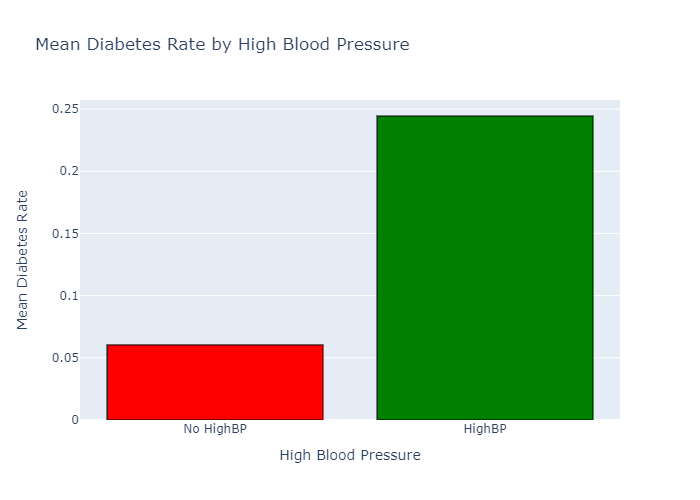 Mean Diabetes Rate by High Blood Pressure
0.25
0.2
0.15
0.1
0.05
0
Mean Diabetes Rate
No HighBP
HighBP
High Blood Pressure